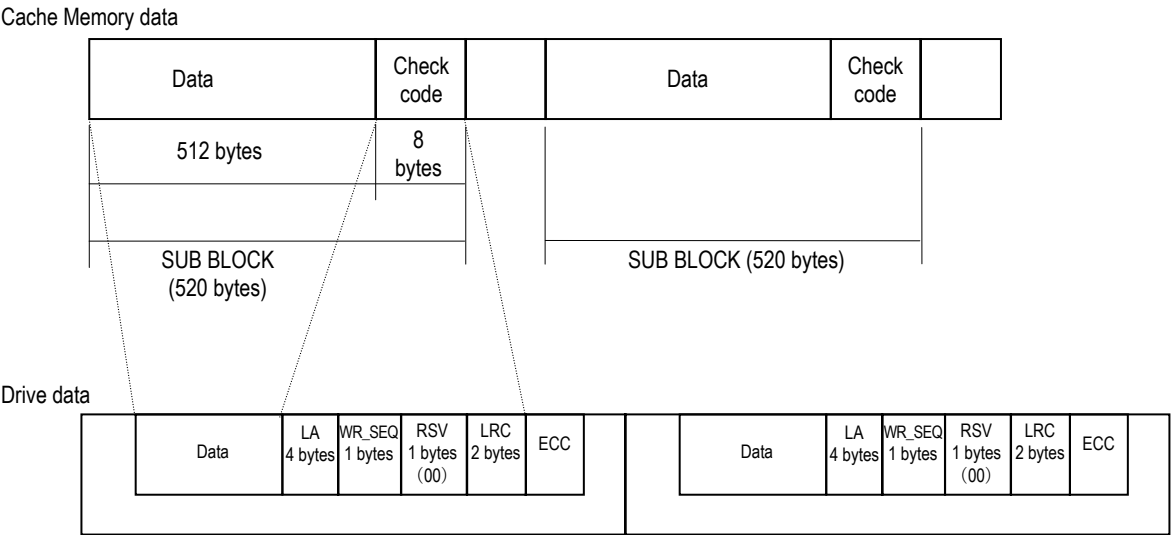 Cache Memory data
Data
Check
code
Data
Check
code
512 bytes
8
bytes
SUB BLOCK
(520 bytes)
SUB BLOCK (520 bytes)
Drive data
Data
LA
4 bytes
WR_SEQ
1 bytes
RSV
1 bytes
(00)
LRC
2 bytes
ECC
Data
LA
4 bytes
WR_SEQ
1 bytes
RSV
1 bytes
(00)
LRC
2 bytes
ECC